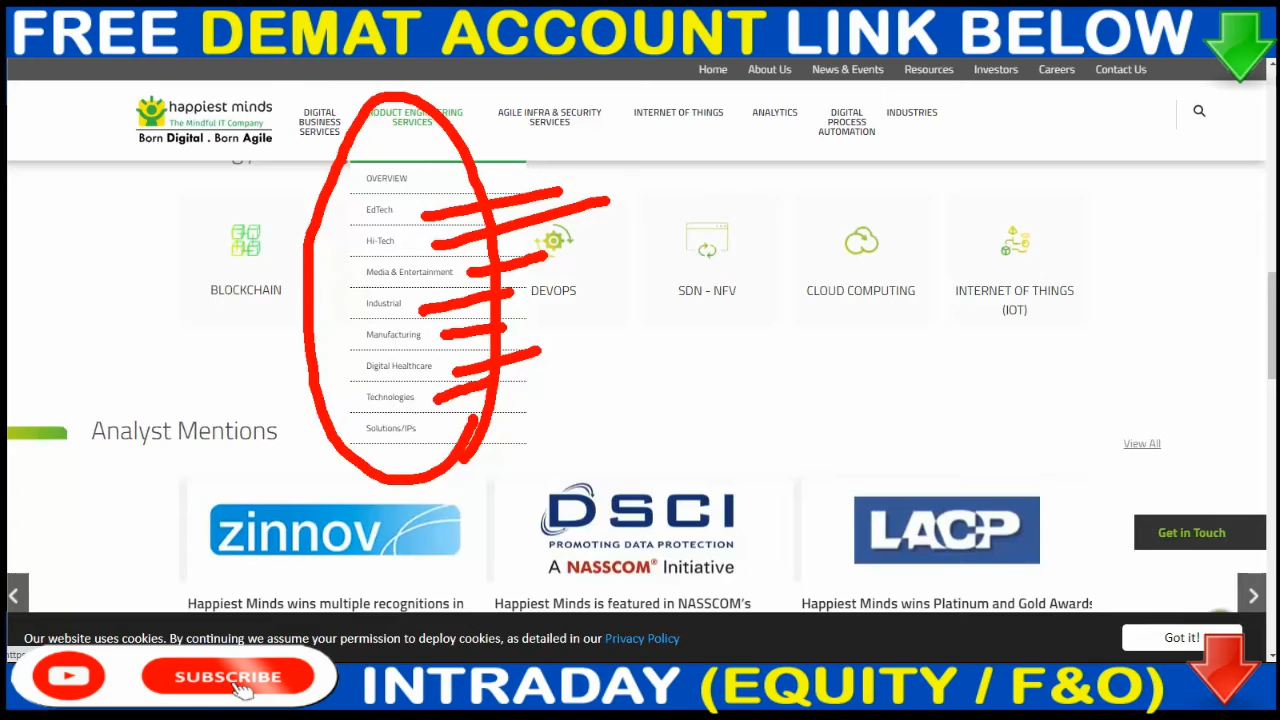 FREE DEMAT ACCOUNT LINK BELOW
Home About Us News & Events Resources Investors Careers Contact Us
happiest minds
The Mindful IT Company
Born Digital . Born Agile
DIGITAL
BUSINESS
SERVICES
PRODUCT ENGINEERING
SERVICES
AGILE INFRA & SECURITY
SERVICES
INTERNET OF THINGS
ANALYTICS
DIGITAL
PROCESS
AUTOMATION
INDUSTRIES
OVERVIEW
EdTech
Hi-Tech
Media & Entertainment
Industrial
Manufacturing
Digital Healthcare
Technologies
Solutions/IPs
BLOCKCHAIN
DEVOPS
SDN - NFV
CLOUD COMPUTING
INTERNET OF THINGS
(IOT)
Analyst Mentions
View All
zinnov
DSCI
PROMOTING DATA PROTECTION
A NASSCOM® Initiative
LACP
Get in Touch
Happiest Minds wins multiple recognitions in
Happiest Minds is featured in NASSCOM's
Happiest Minds wins Platinum and Gold Awards
Our website uses cookies. By continuing we assume your permission to deploy cookies, as detailed in our Privacy Policy
Got it!
https
SUBSCRIBE
INTRADAY (EQUITY / F&O)